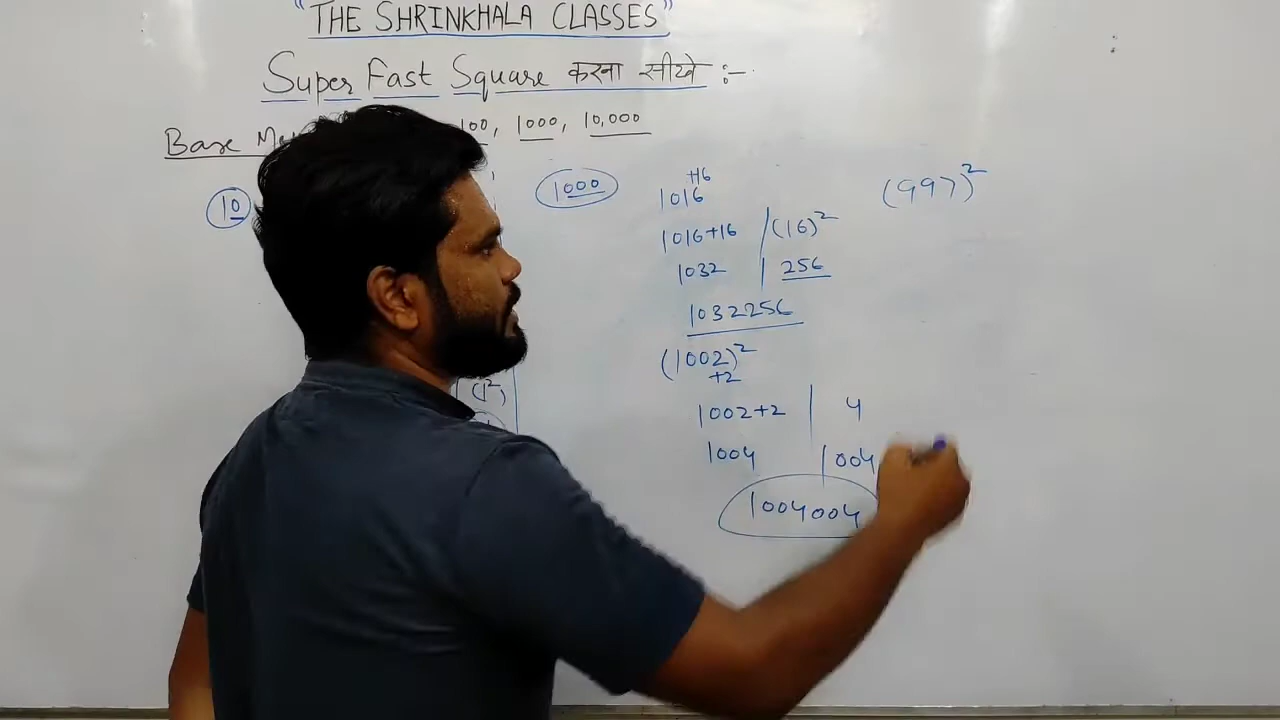 "THE SHRINKHALA CLASSES"
Super Fast Square करना सीखे :-
Base 100, 1000, 10,000
10
1000
+16
1016
1016+16 / (16)²
1032 | 256
1032256
(1002)²
+2
1002+2 | 4
1004 | 004
1004004
(1²)
(997)²